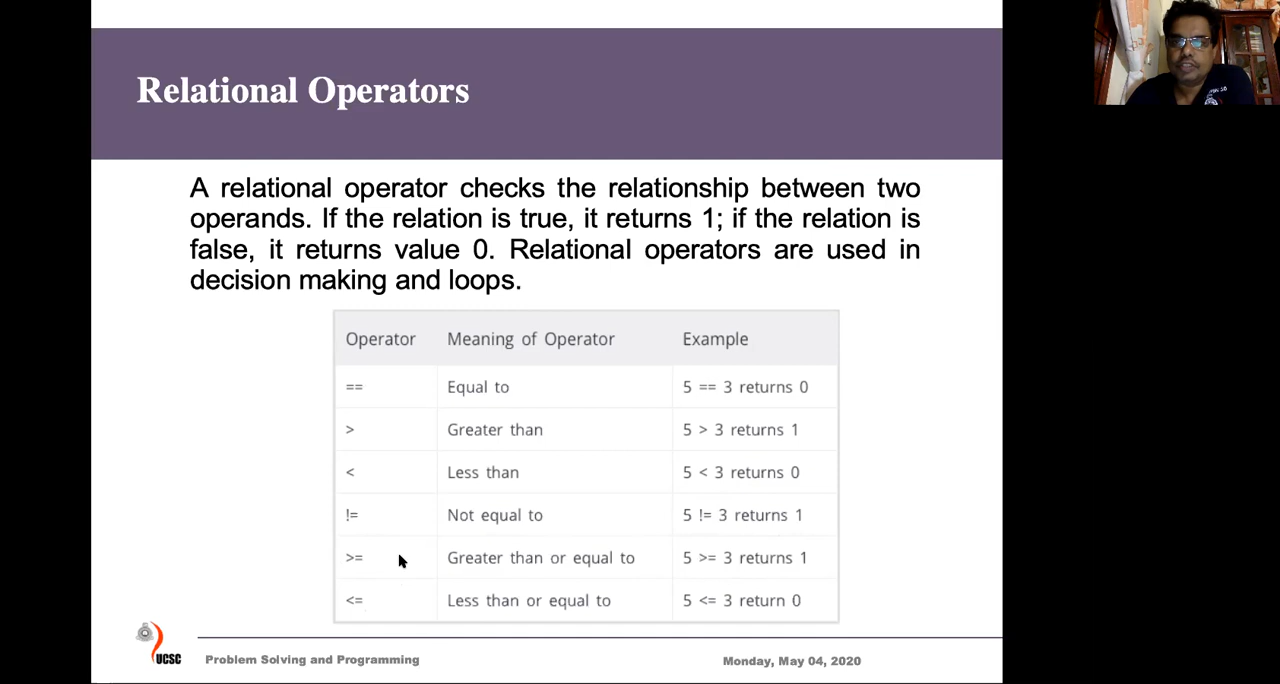 Relational Operators
A relational operator checks the relationship between two
operands. If the relation is true, it returns 1; if the relation is
false, it returns value 0. Relational operators are used in
decision making and loops.
Operator Meaning of Operator Example
== Equal to 5 == 3 returns 0
> Greater than 5 > 3 returns 1
< Less than 5 < 3 returns 0
!= Not equal to 5 != 3 returns 1
>= Greater than or equal to 5 >= 3 returns 1
<= Less than or equal to 5 <= 3 return 0
UCSC Problem Solving and Programming Monday, May 04, 2020